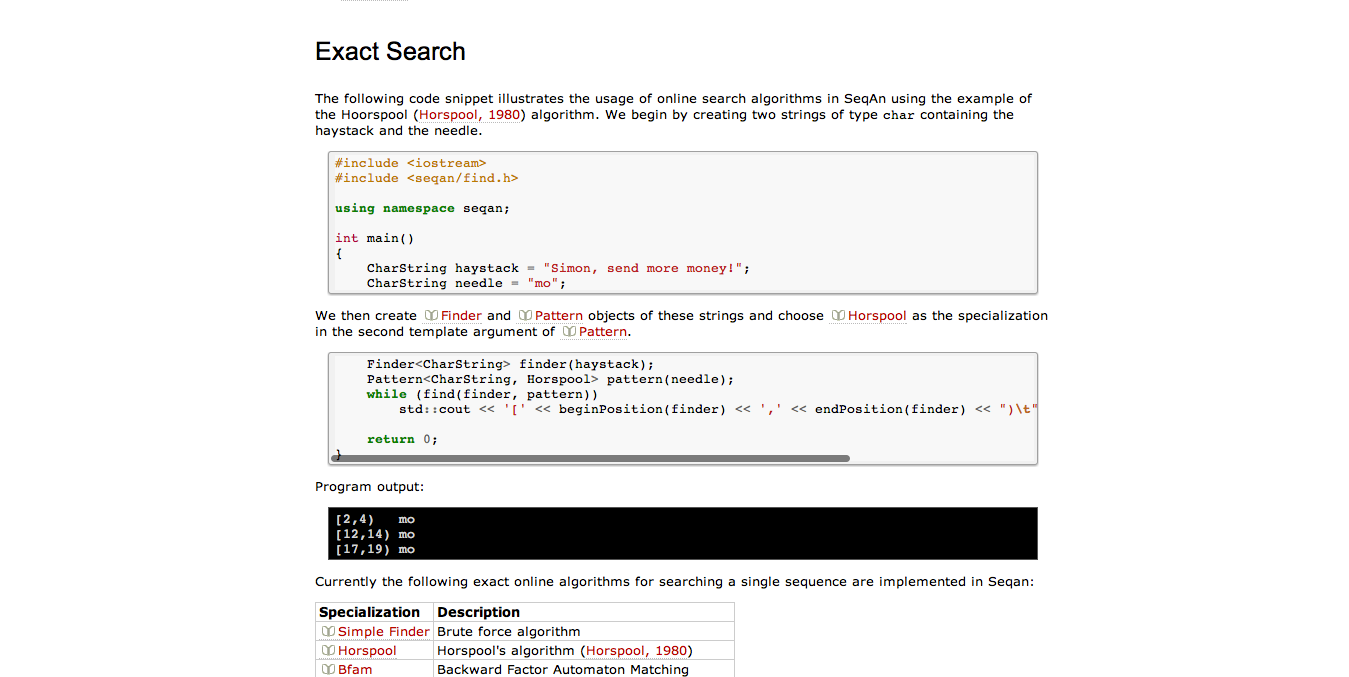 Exact Search
The following code snippet illustrates the usage of online search algorithms in SeqAn using the example of
the Hoorspool (Horspool, 1980) algorithm. We begin by creating two strings of type char containing the
haystack and the needle.
#include <iostream>
#include <seqan/find.h>
using namespace seqan;
int main()
{
    CharString haystack = "Simon, send more money!";
    CharString needle = "mo";
We then create Finder and Pattern objects of these strings and choose Horspool as the specialization
in the second template argument of Pattern.
    Finder<CharString> finder(haystack);
    Pattern<CharString, Horspool> pattern(needle);
    while (find(finder, pattern))
        std::cout << '[' << beginPosition(finder) << ',' << endPosition(finder) << ")\t"
    return 0;
}
Program output:
[2,4)   mo
[12,14) mo
[17,19) mo
Currently the following exact online algorithms for searching a single sequence are implemented in Seqan:
Specialization Description
Simple Finder Brute force algorithm
Horspool Horspool's algorithm (Horspool, 1980)
Bfam Backward Factor Automaton Matching